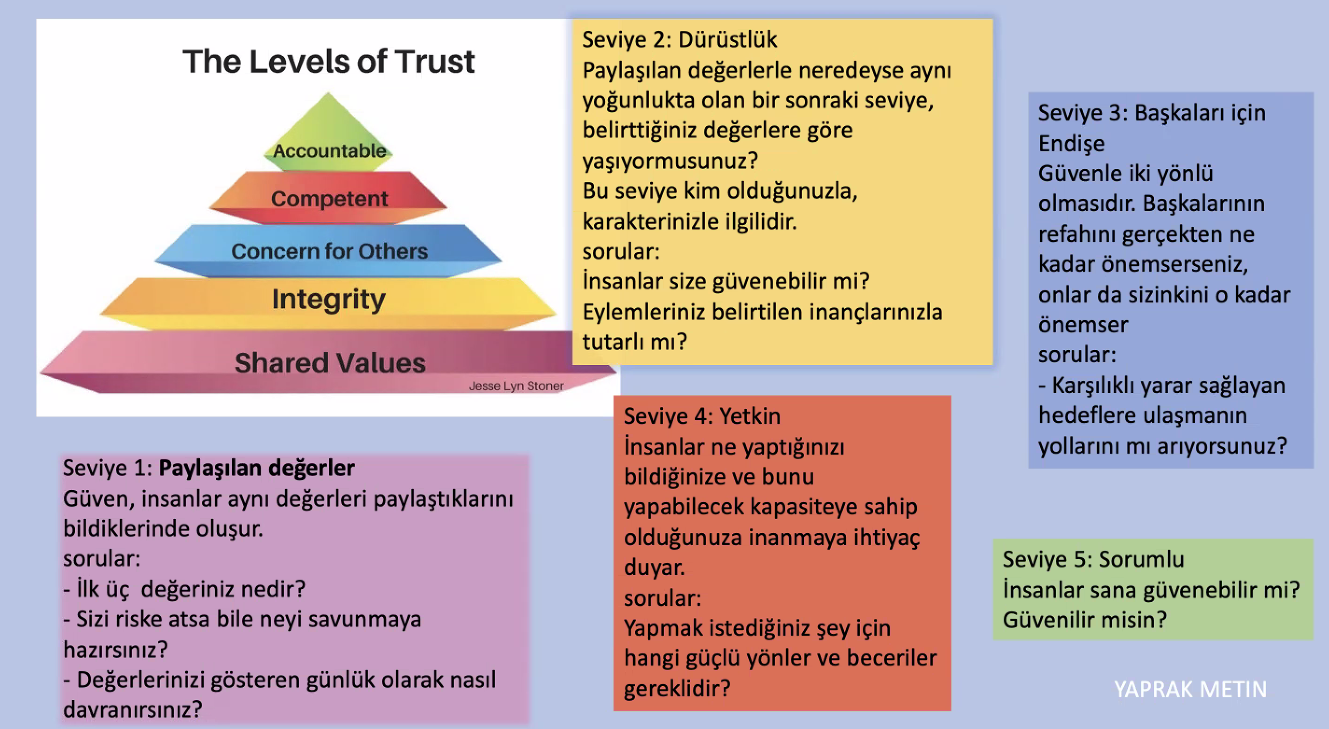 The Levels of Trust
Accountable
Competent
Concern for Others
Integrity
Shared Values
Jesse Lyn Stoner
Seviye 1: Paylaşılan değerler
Güven, insanlar aynı değerleri paylaştıklarını
bildiklerinde oluşur.
sorular:
- İlk üç  değeriniz nedir?
- Sizi riske atsa bile neyi savunmaya
hazırsınız?
- Değerlerinizi gösteren günlük olarak nasıl
davranırsınız?
Seviye 2: Dürüstlük
Paylaşılan değerlerle neredeyse aynı
yoğunlukta olan bir sonraki seviye,
belirttiğiniz değerlere göre
yaşıyormusunuz?
Bu seviye kim olduğunuzla,
karakterinizle ilgilidir.
sorular:
İnsanlar size güvenebilir mi?
Eylemleriniz belirtilen inançlarınızla
tutarlı mı?
Seviye 3: Başkaları için
Endişe
Güvenle iki yönlü
olmasıdır. Başkalarının
refahını gerçekten ne
kadar önemserseniz,
onlar da sizinkini o kadar
önemser
sorular:
- Karşılıklı yarar sağlayan
hedeflere ulaşmanın
yollarını mı arıyorsunuz?
Seviye 4: Yetkin
İnsanlar ne yaptığınızı
bildiğinize ve bunu
yapabilecek kapasiteye sahip
olduğunuza inanmaya ihtiyaç
duyar.
sorular:
Yapmak istediğiniz şey için
hangi güçlü yönler ve beceriler
gereklidir?
Seviye 5: Sorumlu
İnsanlar sana güvenebilir mi?
Güvenilir misin?
YAPRAK METIN